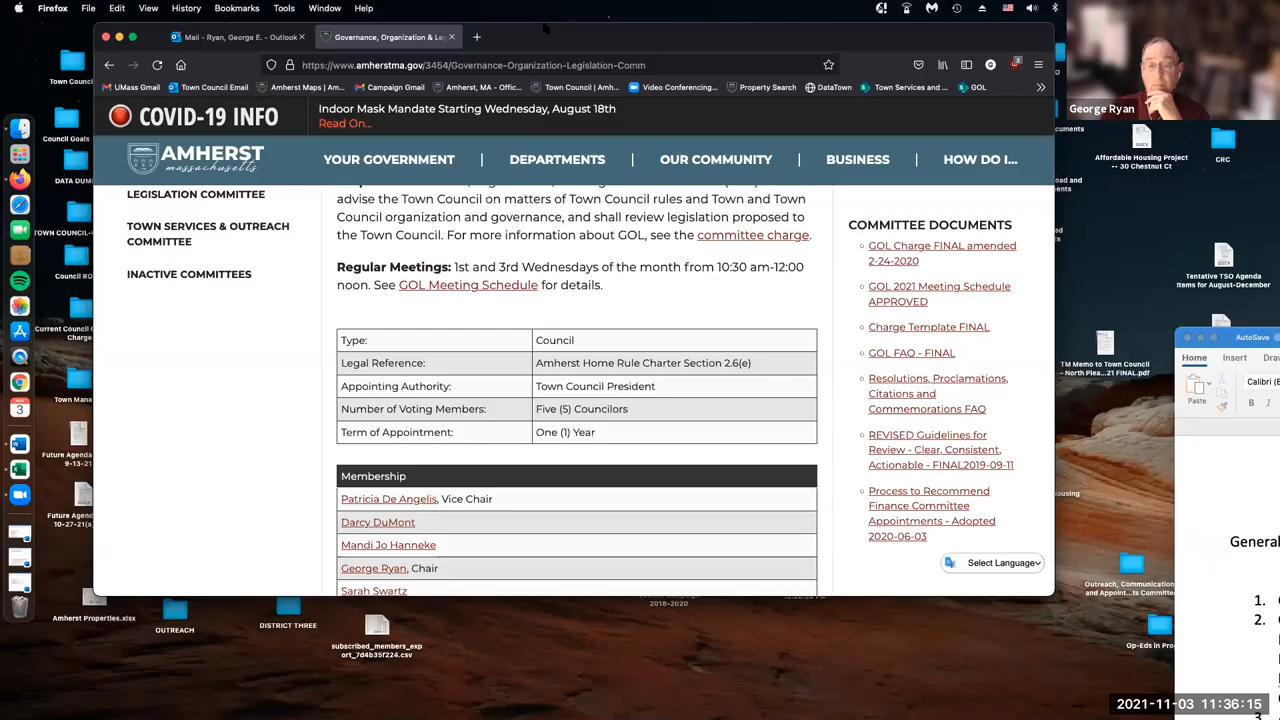 Firefox File Edit View History Bookmarks Tools Window Help
Mail - Ryan, George E. - Outlook
Governance, Organization & Leg
https://www.amherstma.gov/3454/Governance-Organization-Legislation-Comm
UMass Gmail
Town Council Email
Amherst Maps | Am...
Campaign Gmail
Amherst, MA - Offic...
Town Council | Amh...
Video Conferencing...
Property Search
DataTown
Town Services and ...
GOL
COVID-19 INFO
Indoor Mask Mandate Starting Wednesday, August 18th
Read On...
AMHERST
massachusetts
YOUR GOVERNMENT | DEPARTMENTS | OUR COMMUNITY | BUSINESS | HOW DO I...
LEGISLATION COMMITTEE
TOWN SERVICES & OUTREACH
COMMITTEE
INACTIVE COMMITTEES
advise the Town Council on matters of Town Council rules and Town and Town
Council organization and governance, and shall review legislation proposed to
the Town Council. For more information about GOL, see the committee charge.
Regular Meetings: 1st and 3rd Wednesdays of the month from 10:30 am-12:00
noon. See GOL Meeting Schedule for details.
Type: Council
Legal Reference: Amherst Home Rule Charter Section 2.6(e)
Appointing Authority: Town Council President
Number of Voting Members: Five (5) Councilors
Term of Appointment: One (1) Year
Membership
Patricia De Angelis, Vice Chair
Darcy DuMont
Mandi Jo Hanneke
George Ryan, Chair
Sarah Swartz
COMMITTEE DOCUMENTS
GOL Charge FINAL amended
2-24-2020
GOL 2021 Meeting Schedule
APPROVED
Charge Template FINAL
GOL FAQ - FINAL
Resolutions, Proclamations,
Citations and
Commemorations FAQ
REVISED Guidelines for
Review - Clear, Consistent,
Actionable - FINAL2019-09-11
Process to Recommend
Finance Committee
Appointments - Adopted
2020-06-03
Select Language
George Ryan
Town Council
Council Goals
DATA DUM
TOWN COUNCIL-
Council RO
Current Council
Charge
Town Mana
Future Agenda
9-13-21
Future Agenda
10-27-21(a
Amherst Properties.xlsx
OUTREACH
DISTRICT THREE
subscribed_members_exp
ort_7d4b35f224.csv
2018-2020
NOV
3
Affordable Housing Project
-- 30 Chestnut Ct
CRC
Tentative TSO Agenda
Items for August-December
TM Memo to Town Council
- North Plea...21 FINAL.pdf
Outreach, Communication
and Appoint...ts Committe
Op-Eds in Pro
AutoSave
Home Insert Dra
Paste
Calibri (B
B I
General
1.
2.
3.
2021-11-03 11:36:15